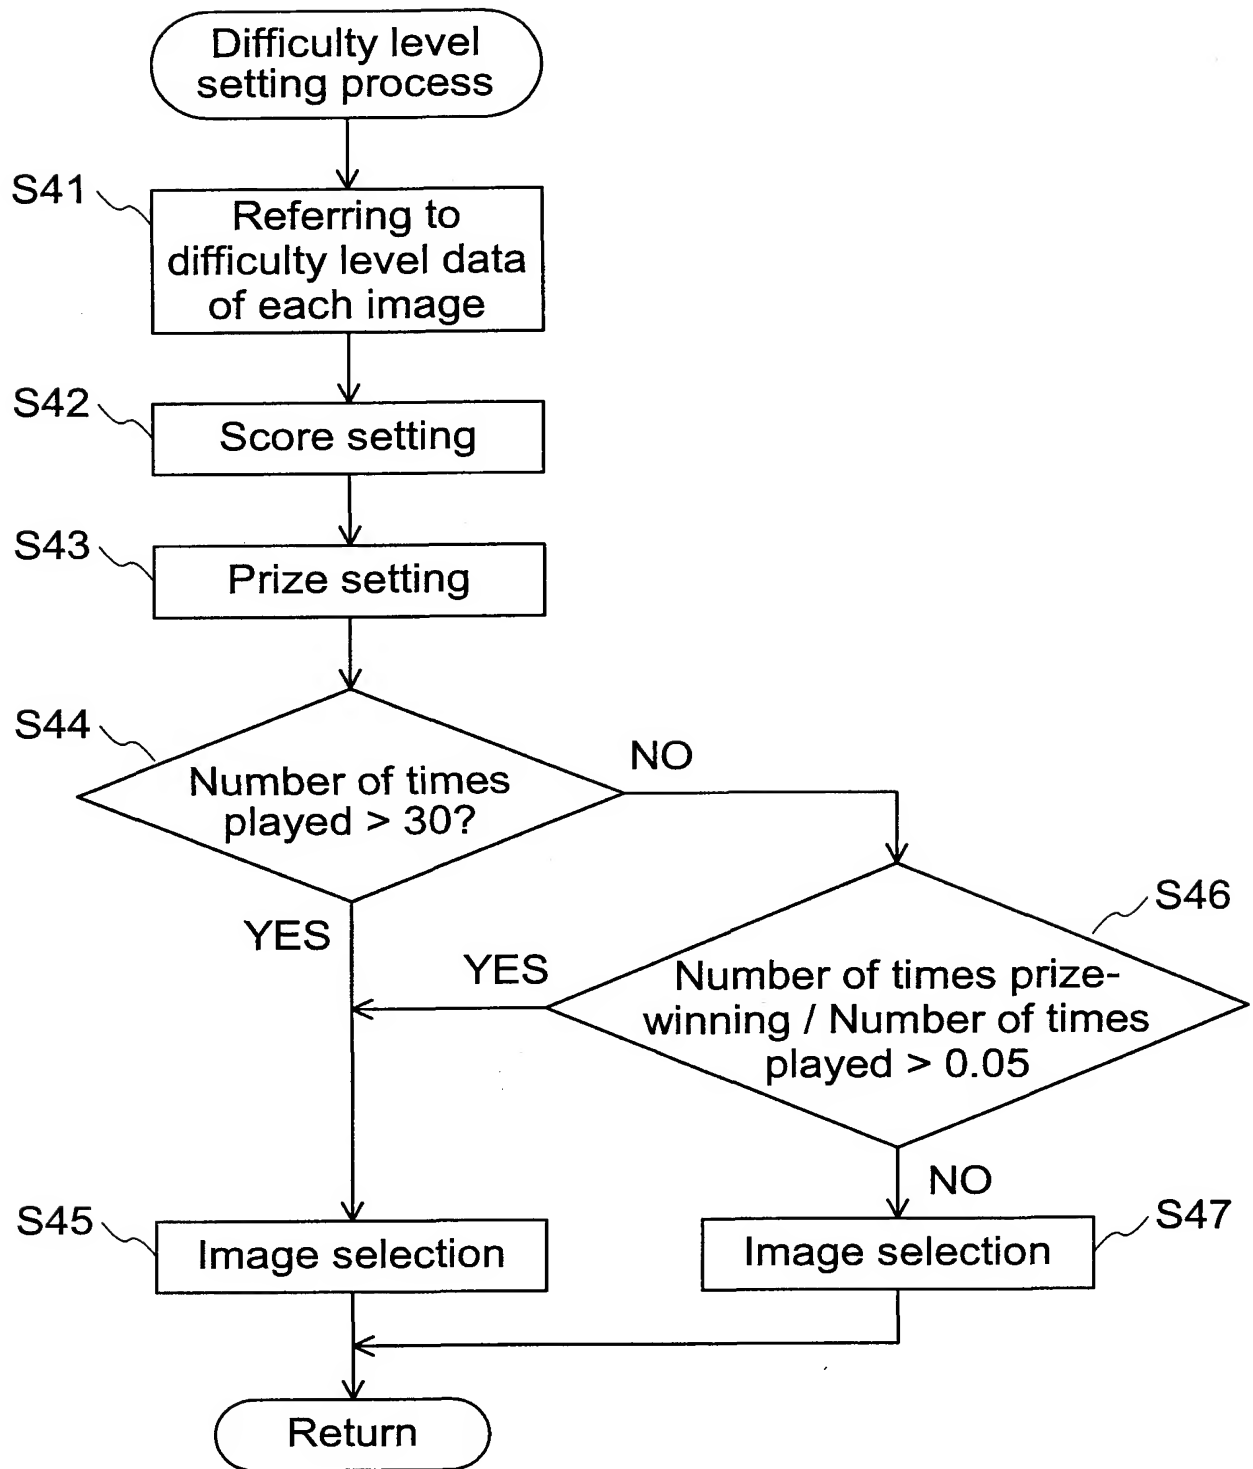 Difficulty level
setting process
S41
Referring to
difficulty level data
of each image
S42
Score setting
S43
Prize setting
S44
Number of times
played > 30?
NO
YES
S46
Number of times prize-
winning / Number of times
played > 0.05
YES
NO
S45
Image selection
S47
Image selection
Return